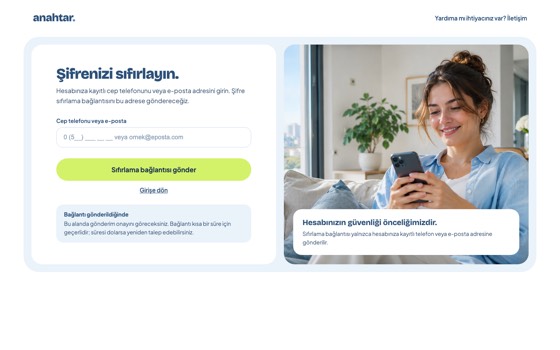 anahtar.
Yardıma mı ihtiyacınız var? İletişim
Şifrenizi sıfırlayın.
Hesabınıza kayıtlı cep telefonunu veya e-posta adresini girin. Şifre
sıfırlama bağlantısını bu adrese göndereceğiz.
Cep telefonu veya e-posta
0 (5__) ___ __ __ veya ornek@eposta.com
Sıfırlama bağlantısı gönder
Girişe dön
Bağlantı gönderildiğinde
Bu alanda gönderim onayını göreceksiniz. Bağlantı kısa bir süre için
geçerlidir; süresi dolarsa yeniden talep edebilirsiniz.
Hesabınızın güvenliği önceliğimizdir.
Sıfırlama bağlantısı yalnızca hesabınıza kayıtlı telefon veya e-posta adresine
gönderilir.